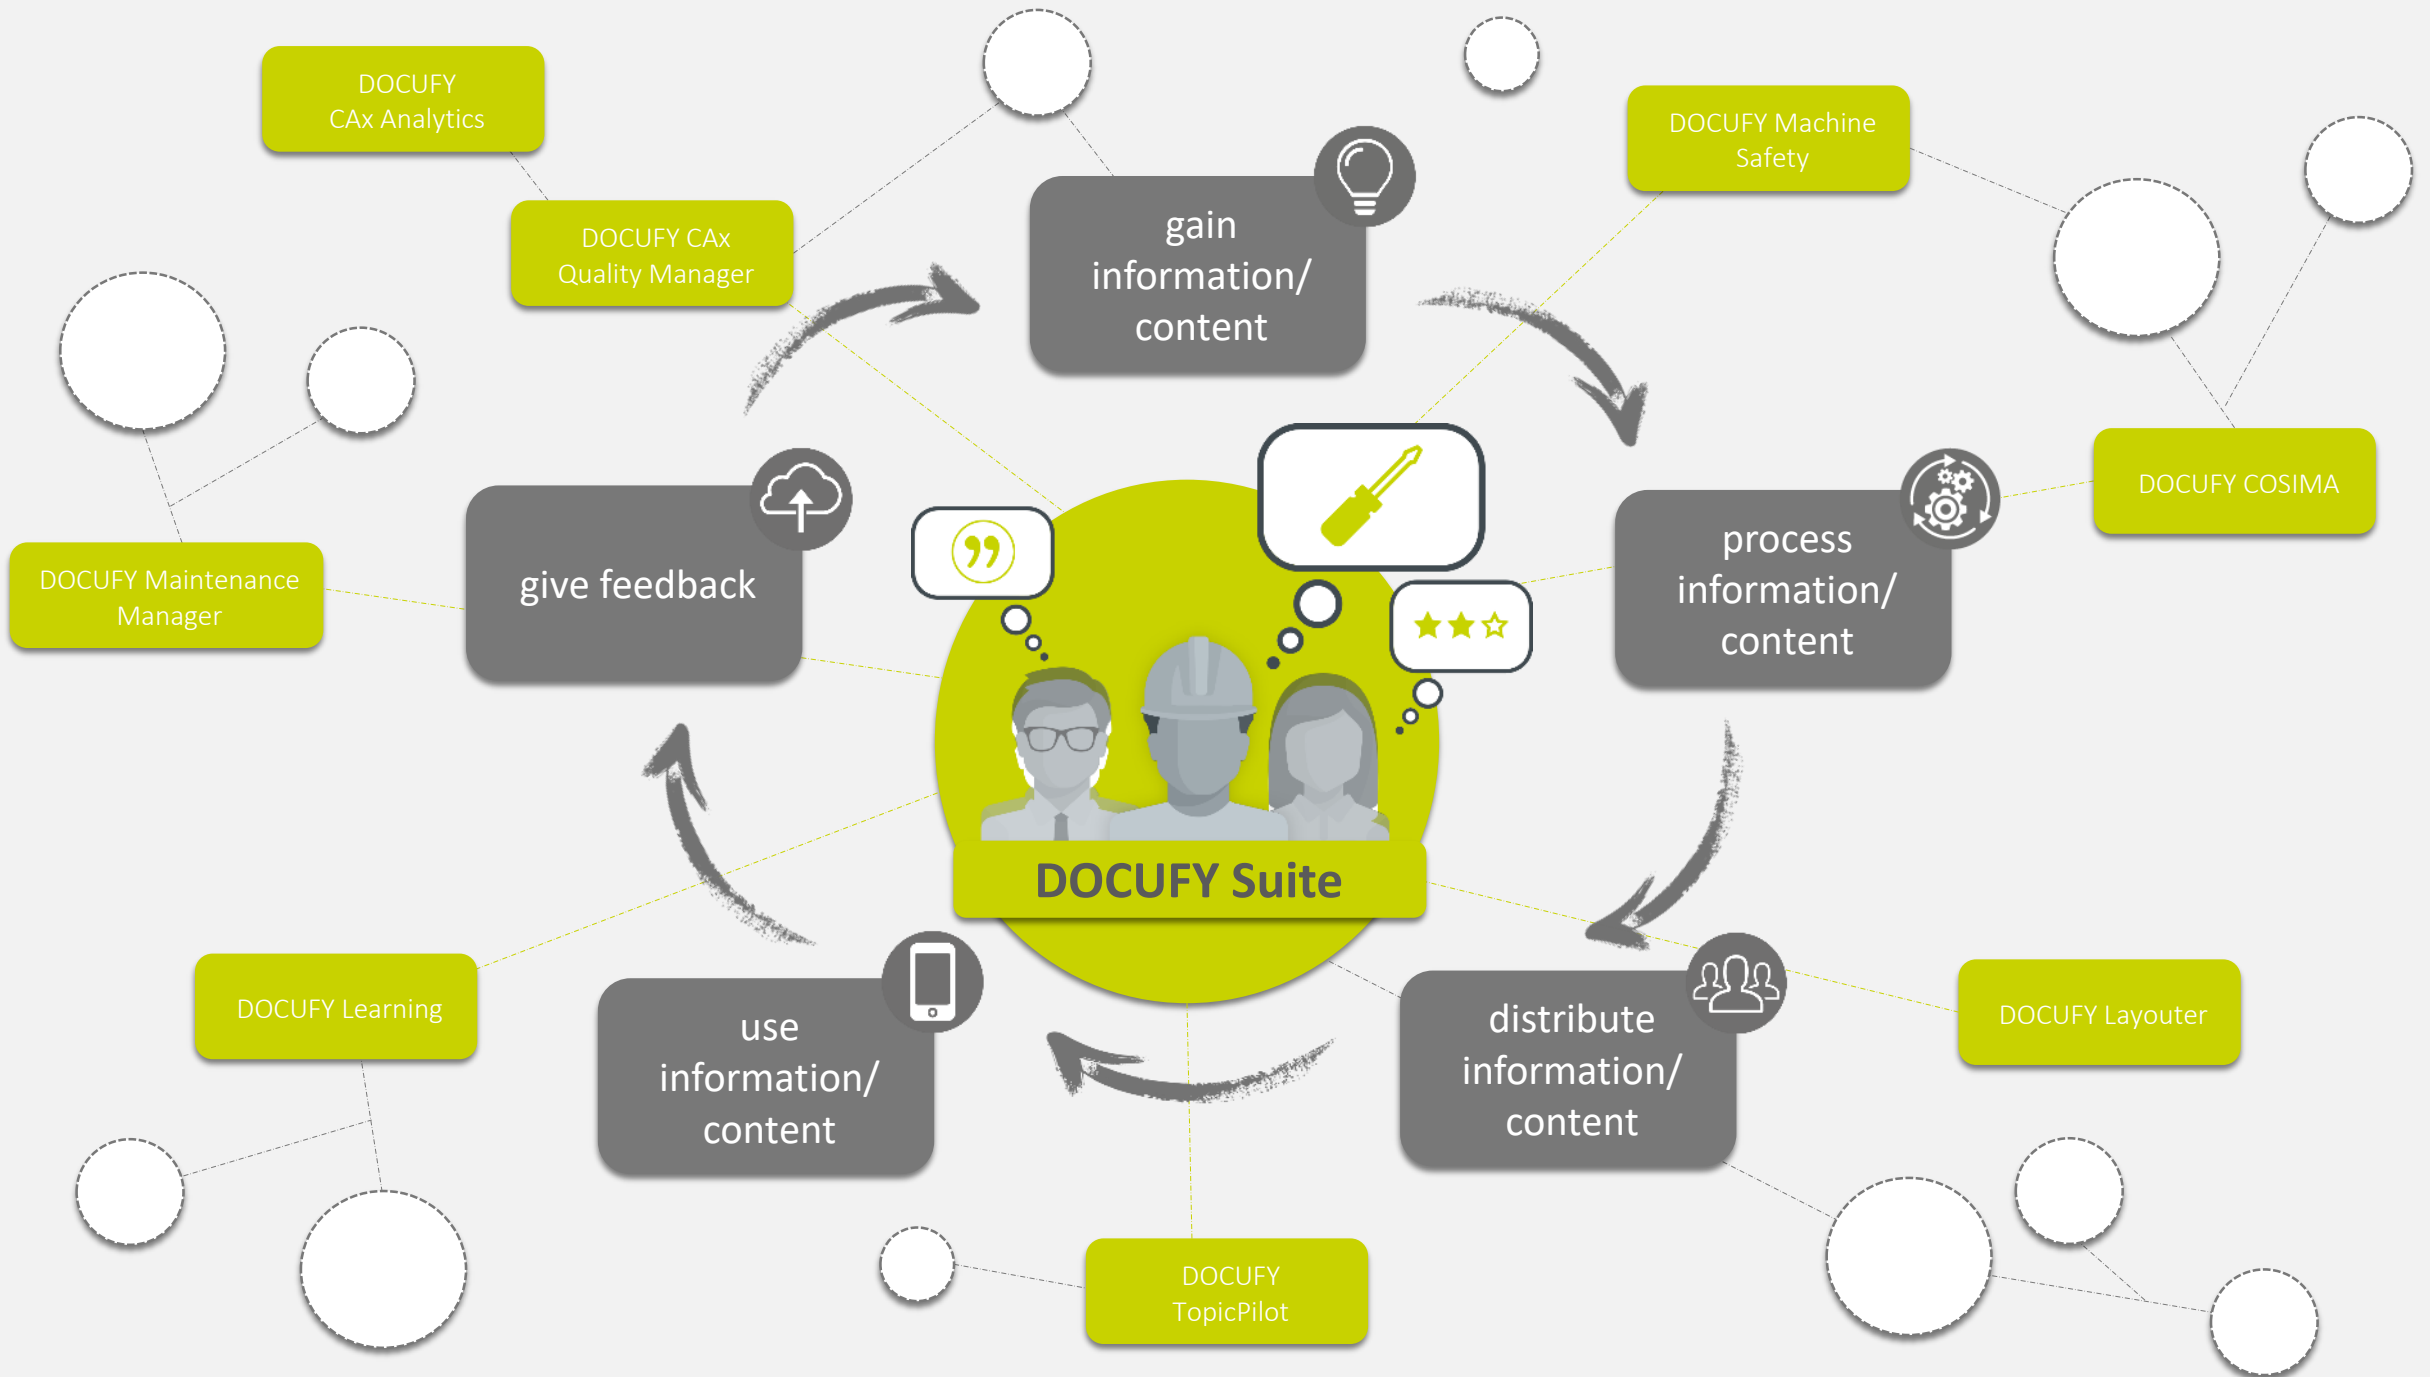 DOCUFY
CAx Analytics
DOCUFY CAx
Quality Manager
gain
information/
content
DOCUFY Machine
Safety
DOCUFY COSIMA
process
information/
content
give feedback
DOCUFY Maintenance
Manager
DOCUFY Suite
DOCUFY Learning
use
information/
content
distribute
information/
content
DOCUFY Layouter
DOCUFY
TopicPilot